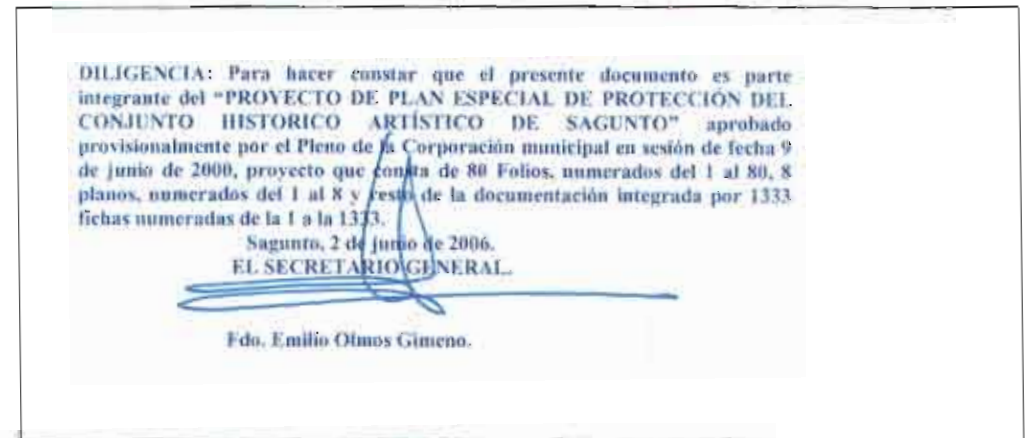 DILIGENCIA: Para hacer constar que el presente documento es parte
integrante del "PROYECTO DE PLAN ESPECIAL DE PROTECCIÓN DEL
CONJUNTO HISTORICO ARTÍSTICO DE SAGUNTO" aprobado
provisionalmente por el Pleno de la Corporación municipal en sesión de fecha 9
de junio de 2000, proyecto que consta de 80 Folios, numerados del 1 al 80, 8
planos, numerados del 1 al 8 y resto de la documentación integrada por 1333
fichas numeradas de la 1 a la 1333.
Sagunto, 2 de junio de 2006.
EL SECRETARIO GENERAL.
Fdo. Emilio Olmos Gimeno.